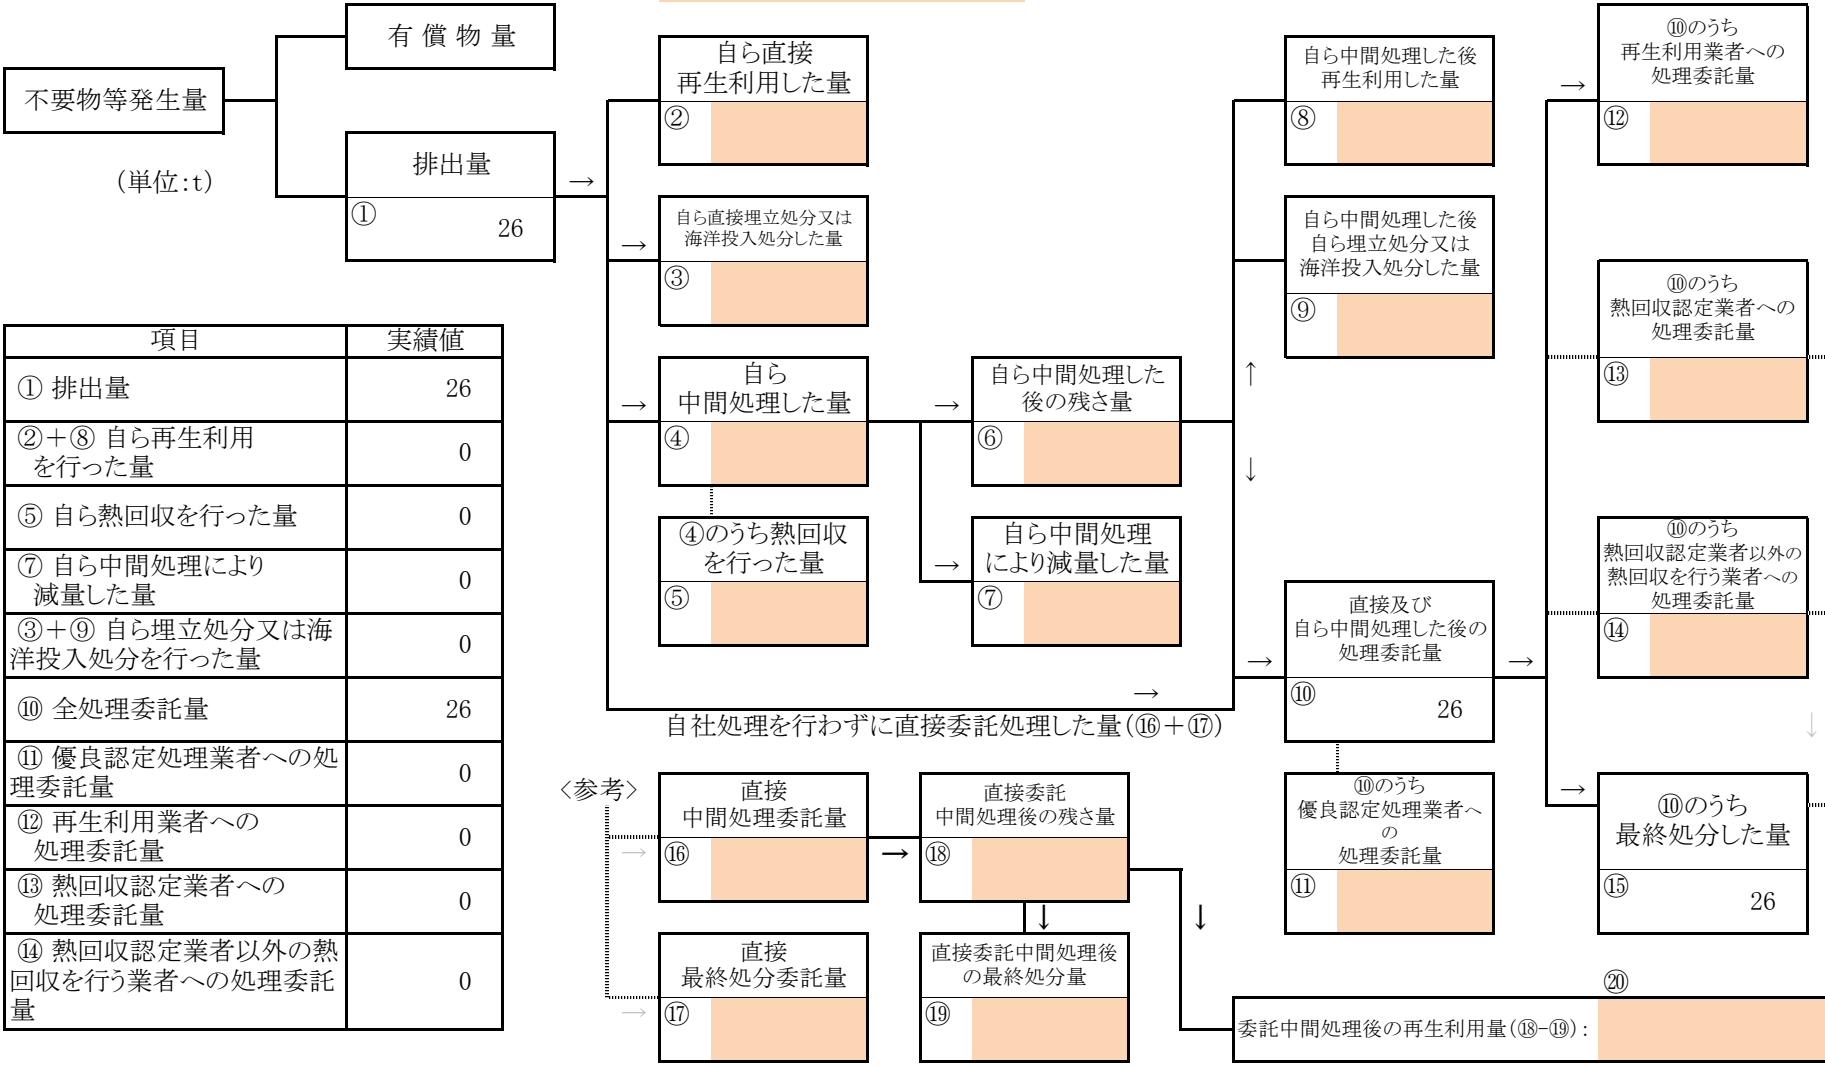 不要物等発生量
(単位:t)
有 償 物 量
排出量
①
26
→
自ら直接
再生利用した量
②
→
自ら直接埋立処分又は
海洋投入処分した量
③
→
自ら
中間処理した量
④
④のうち熱回収
を行った量
⑤
→
自ら中間処理した
後の残さ量
⑥
→
自ら中間処理
により減量した量
⑦
自ら中間処理した後
再生利用した量
⑧
自ら中間処理した後
自ら埋立処分又は
海洋投入処分した量
⑨
↑
↓
→
直接及び
自ら中間処理した後の
処理委託量
⑩
26
→
⑩のうち
優良認定処理業者へ
の
処理委託量
⑪
→
⑩のうち
再生利用業者への
処理委託量
⑫
⑩のうち
熱回収認定業者への
処理委託量
⑬
⑩のうち
熱回収認定業者以外の
熱回収を行う業者への
処理委託量
⑭
↓
→
⑩のうち
最終処分した量
⑮
26
→
自社処理を行わずに直接委託処理した量(⑯+⑰)
<参考>
→
直接
中間処理委託量
⑯
→
直接委託
中間処理後の残さ量
⑱
→
直接
最終処分委託量
⑰
↓
直接委託中間処理後
の最終処分量
⑲
↓
⑳
委託中間処理後の再生利用量(⑱-⑲):
項目 実績値
① 排出量 26
②+⑧ 自ら再生利用
を行った量 0
⑤ 自ら熱回収を行った量 0
⑦ 自ら中間処理により
減量した量 0
③+⑨ 自ら埋立処分又は海
洋投入処分を行った量 0
⑩ 全処理委託量 26
⑪ 優良認定処理業者への処
理委託量 0
⑫ 再生利用業者への
処理委託量 0
⑬ 熱回収認定業者への
処理委託量 0
⑭ 熱回収認定業者以外の熱
回収を行う業者への処理委託 0
量